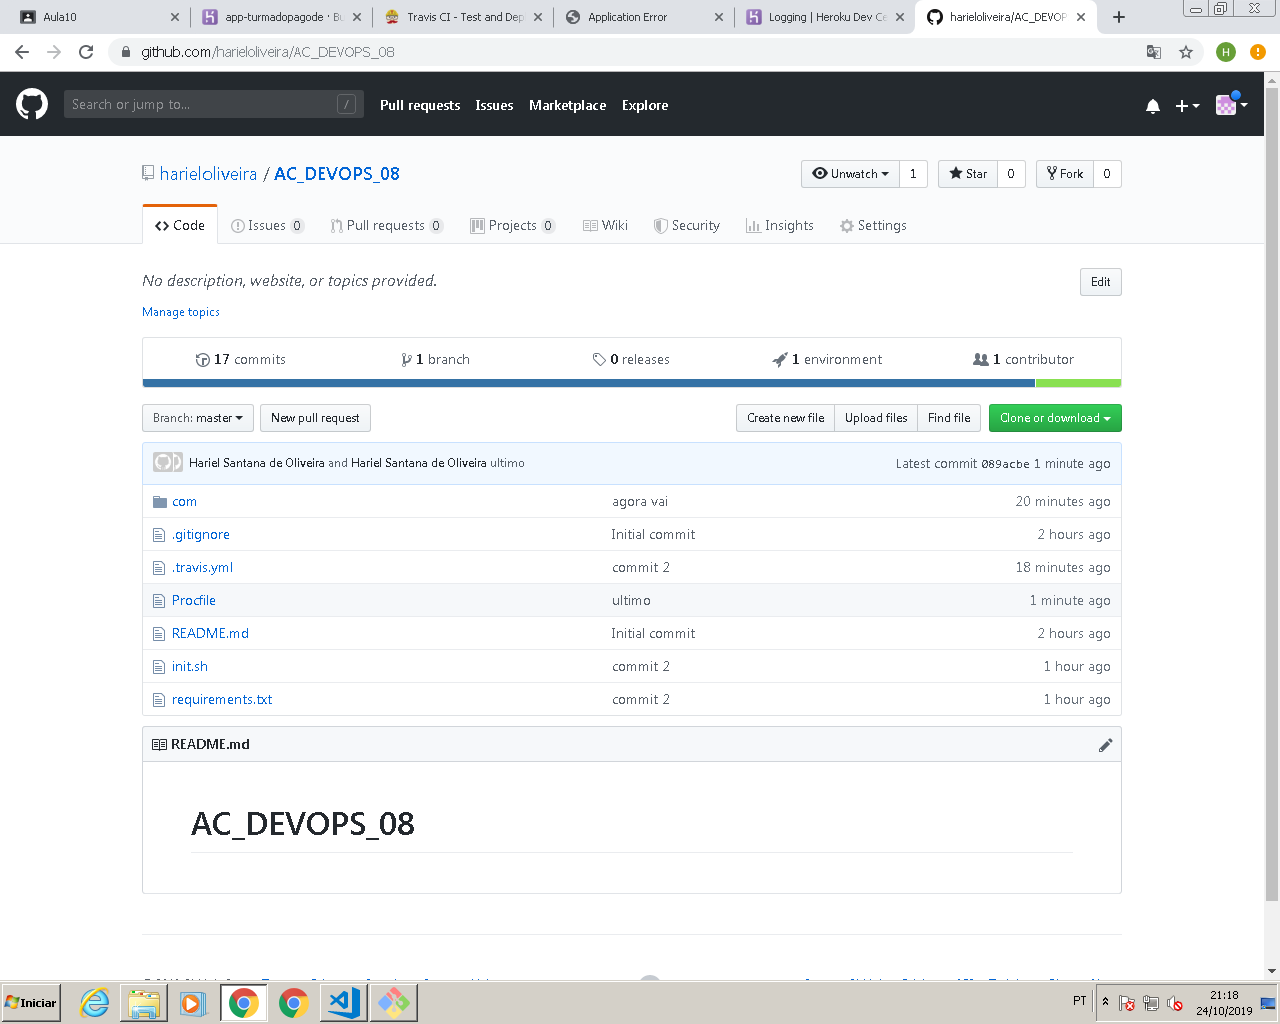 Aula10
app-turmadopagode · Bu
Travis CI - Test and Dep
Application Error
Logging | Heroku Dev Ce
harieloliveira/AC_DEVOP
github.com/harieloliveira/AC_DEVOPS_08
H
Search or jump to...
/
Pull requests
Issues
Marketplace
Explore
harieloliveira / AC_DEVOPS_08
Unwatch 1
Star 0
Fork 0
Code
Issues 0
Pull requests 0
Projects 0
Wiki
Security
Insights
Settings
No description, website, or topics provided.
Edit
Manage topics
17 commits
1 branch
0 releases
1 environment
1 contributor
Branch: master
New pull request
Create new file
Upload files
Find file
Clone or download
Hariel Santana de Oliveira and Hariel Santana de Oliveira ultimo
Latest commit 089acbe 1 minute ago
com agora vai 20 minutes ago
.gitignore Initial commit 2 hours ago
.travis.yml commit 2 18 minutes ago
Procfile ultimo 1 minute ago
README.md Initial commit 2 hours ago
init.sh commit 2 1 hour ago
requirements.txt commit 2 1 hour ago
README.md
AC_DEVOPS_08
Iniciar
PT
21:18
24/10/2019